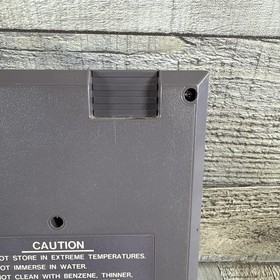 CAUTION
OT STORE IN EXTREME TEMPERATURES.
OT IMMERSE IN WATER.
OT CLEAN WITH BENZENE, THINNER,